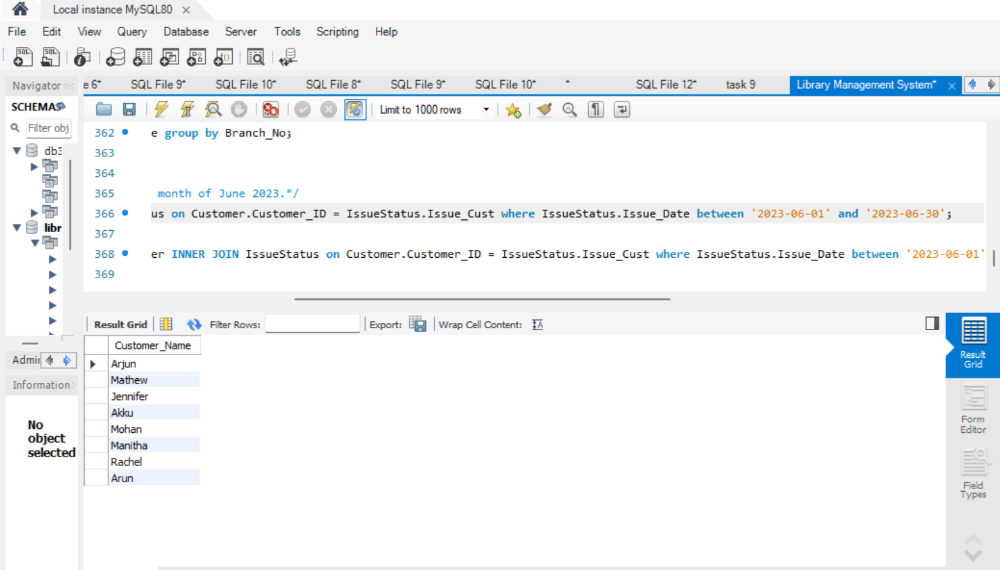 Local instance MySQL80
File Edit View Query Database Server Tools Scripting Help
Navigator e 6* SQL File 9* SQL File 10* SQL File 8* SQL File 9* SQL File 10* * SQL File 12* task 9 Library Management System*
SCHEMAS
Limit to 1000 rows
Filter obj
362 e group by Branch_No;
db3
363
364
365 month of June 2023.*/
366 us on Customer.Customer_ID = IssueStatus.Issue_Cust where IssueStatus.Issue_Date between '2023-06-01' and '2023-06-30';
libr
367
368 er INNER JOIN IssueStatus on Customer.Customer_ID = IssueStatus.Issue_Cust where IssueStatus.Issue_Date between '2023-06-01'
369
Result Grid Filter Rows: Export: Wrap Cell Content:
Customer_Name
Arjun
Mathew
Jennifer
Akku
Mohan
Manitha
Rachel
Arun
Admi
Information
No
object
selected
Result
Grid
Form
Editor
Field
Types